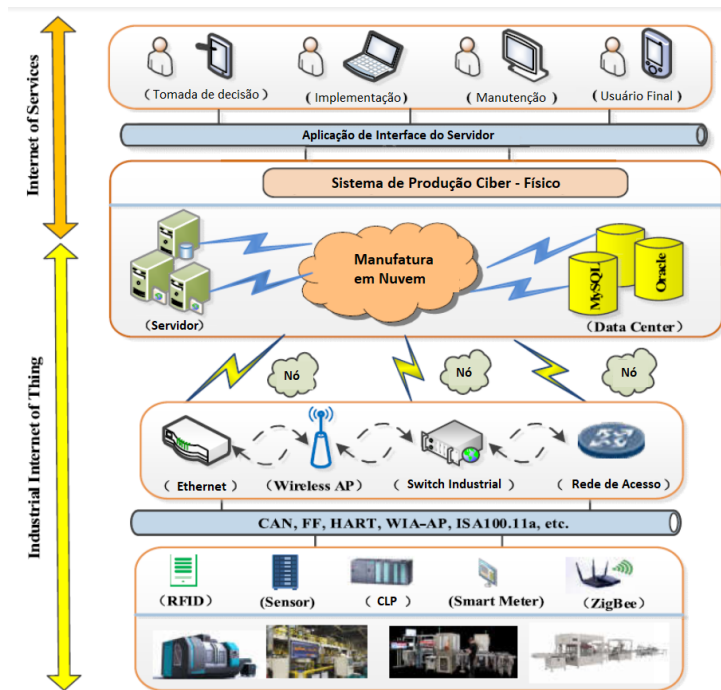 Internet of Services
(Tomada de decisão)
(Implementação)
(Manutenção)
(Usuário Final)
Aplicação de Interface do Servidor
Sistema de Produção Ciber - Físico
Manufatura
em Nuvem
(Servidor)
MySQL
Oracle
(Data Center)
Industrial Internet of Thing
Nó
Nó
Nó
(Ethernet)
(Wireless AP)
(Switch Industrial)
(Rede de Acesso)
CAN, FF, HART, WIA-AP, ISA100.11a, etc.
(RFID)
(Sensor)
(CLP)
(Smart Meter)
(ZigBee)